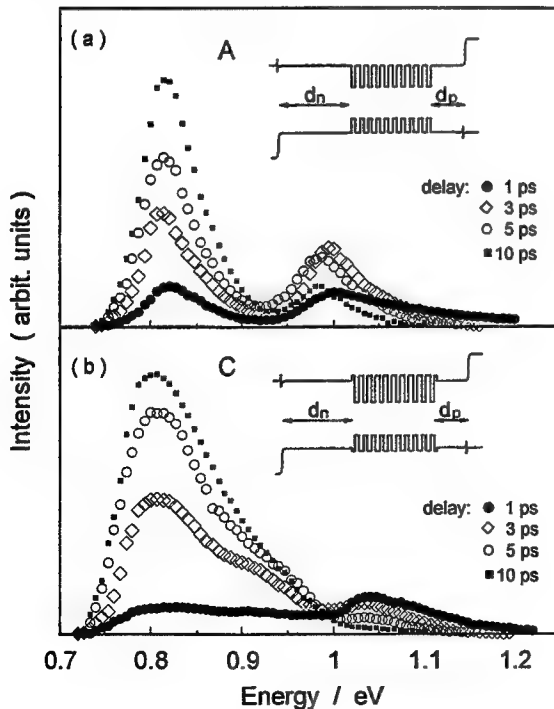 (a)
A
dn
dp
delay: ● 1 ps
◇ 3 ps
○ 5 ps
▪ 10 ps
(b)
C
dn
dp
delay: ● 1 ps
◇ 3 ps
○ 5 ps
▪ 10 ps
Intensity ( arbit. units )
0.7 0.8 0.9 1 1.1 1.2
Energy / eV